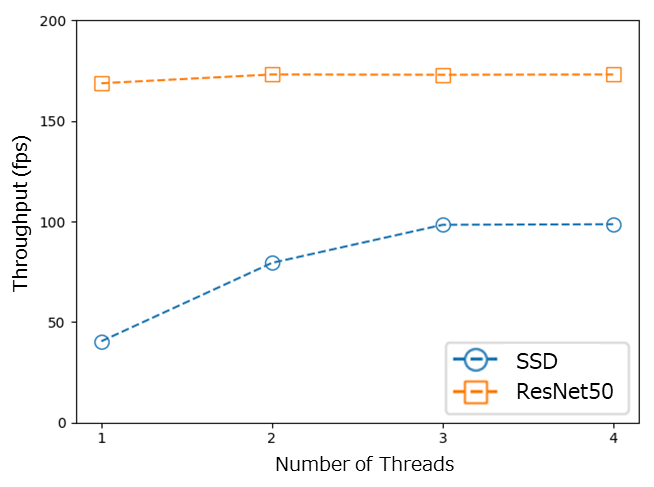 200
150
100
50
0
Throughput (fps)
SSD
ResNet50
1 2 3 4
Number of Threads